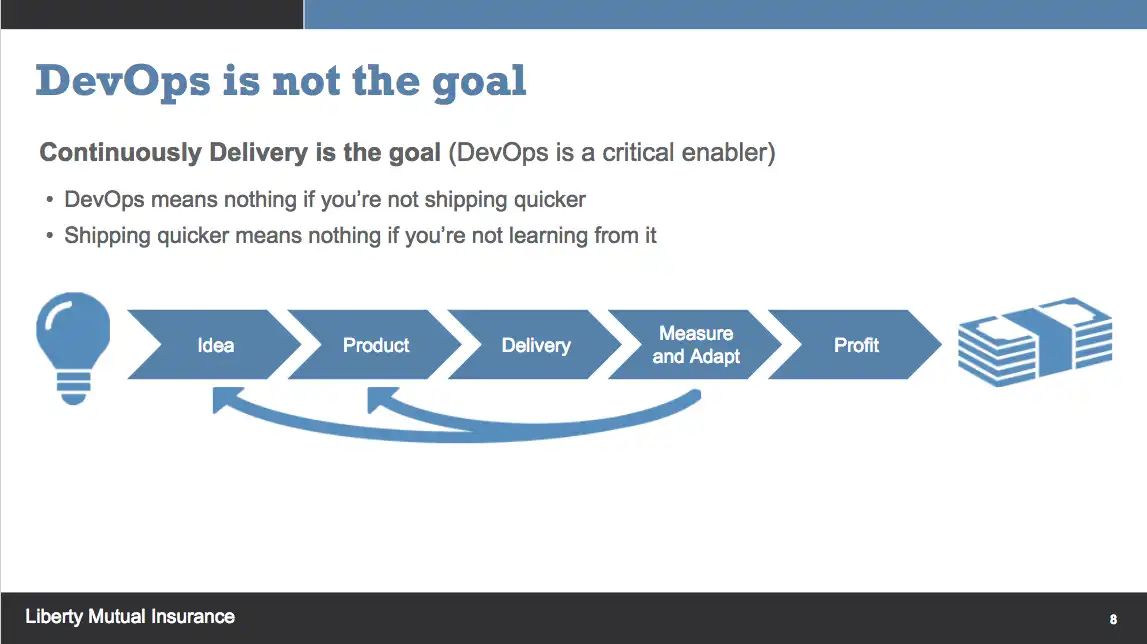 DevOps is not the goal
Continuously Delivery is the goal (DevOps is a critical enabler)
• DevOps means nothing if you're not shipping quicker
• Shipping quicker means nothing if you're not learning from it
Idea
Product
Delivery
Measure
and Adapt
Profit
Liberty Mutual Insurance
8